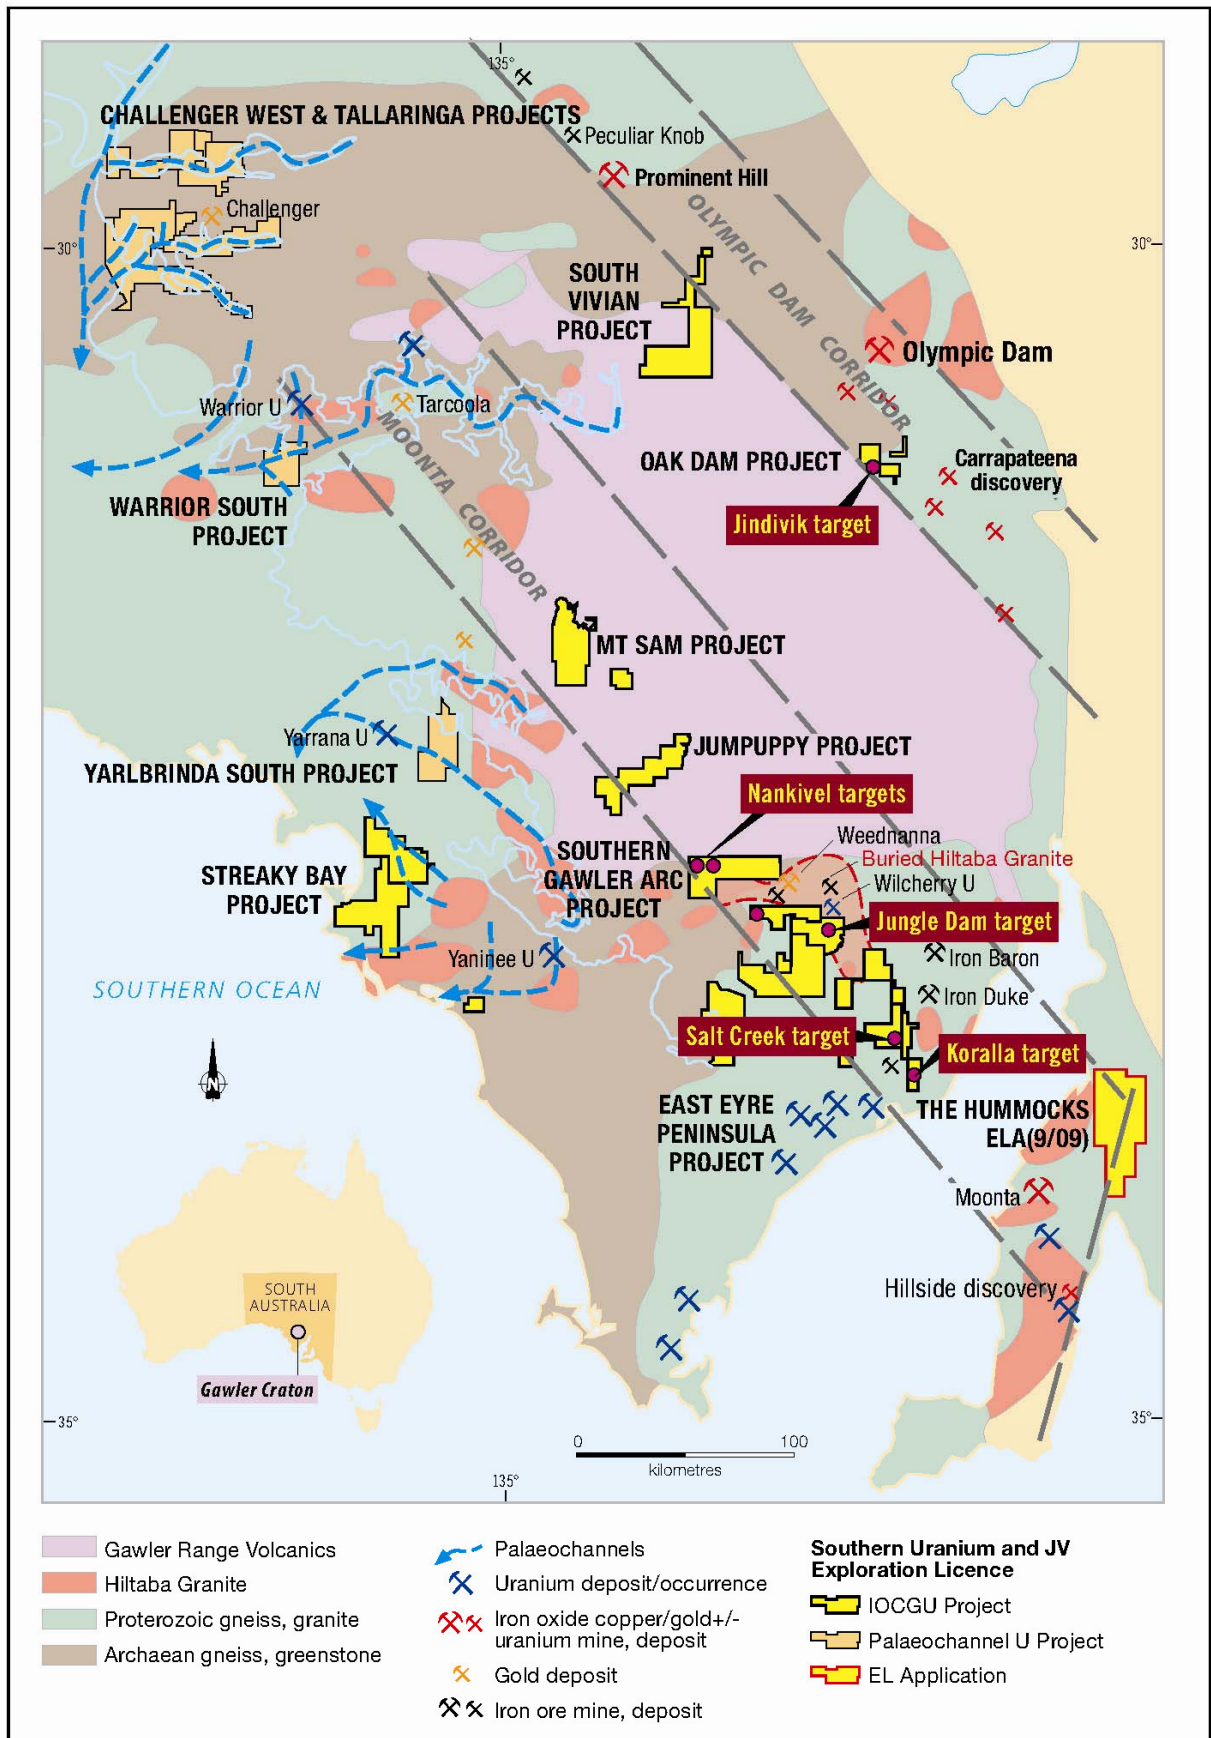 135°
CHALLENGER WEST & TALLARINGA PROJECTS
Peculiar Knob
Prominent Hill
Challenger
30°
30°
OLYMPIC DAM CORRIDOR
SOUTH
VIVIAN
PROJECT
Olympic Dam
Warrior U
Tarcoola
MOONTA CORRIDOR
OAK DAM PROJECT
Carrapateena
discovery
WARRIOR SOUTH
PROJECT
Jindivik target
MT SAM PROJECT
Yarrana U
YARLBRINDA SOUTH PROJECT
JUMPUPPY PROJECT
Nankivel targets
Weednanna
Buried Hiltaba Granite
Wilcherry U
SOUTHERN
GAWLER ARC
PROJECT
STREAKY BAY
PROJECT
Jungle Dam target
Yaninee U
Iron Baron
SOUTHERN OCEAN
Iron Duke
Salt Creek target
Koralla target
N
EAST EYRE
PENINSULA
PROJECT
THE HUMMOCKS
ELA(9/09)
Moonta
Hillside discovery
SOUTH
AUSTRALIA
Gawler Craton
35°
35°
0 100
kilometres
135°
Gawler Range Volcanics
Hiltaba Granite
Proterozoic gneiss, granite
Archaean gneiss, greenstone
Palaeochannels
Uranium deposit/occurrence
Iron oxide copper/gold+/-
uranium mine, deposit
Gold deposit
Iron ore mine, deposit
Southern Uranium and JV
Exploration Licence
IOCGU Project
Palaeochannel U Project
EL Application